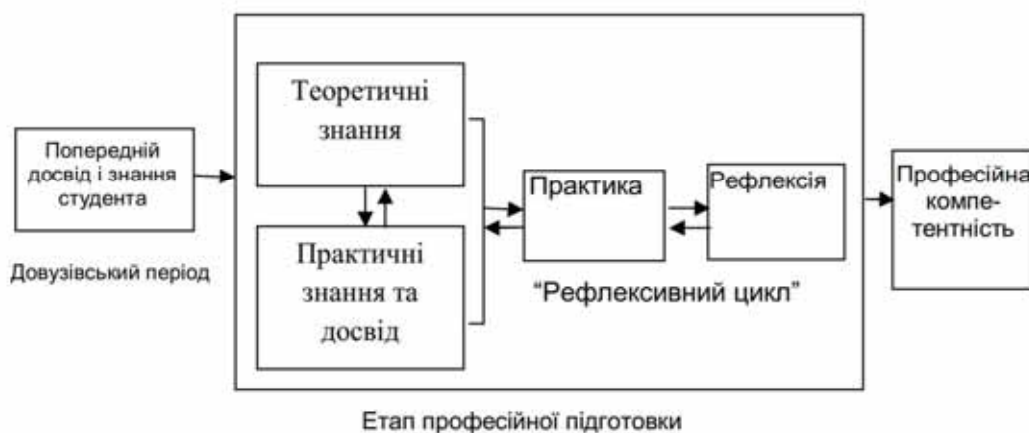 Попередній
досвід і знання
студента
Довузівський період
Теоретичні
знання
Практичні
знання та
досвід
Практика
Рефлексія
“Рефлексивний цикл”
Професійна
компе-
тентність
Етап професійної підготовки